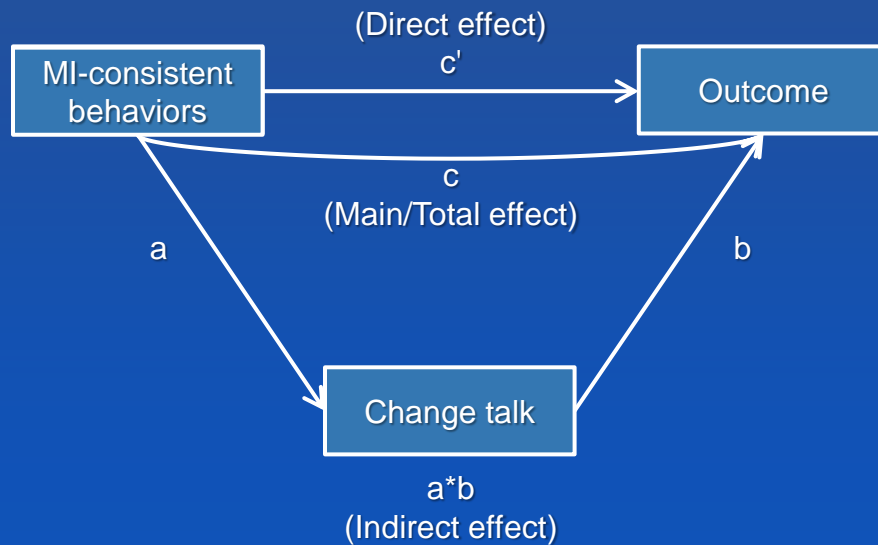 (Direct effect)
c'
MI-consistent
behaviors
Outcome
c
(Main/Total effect)
a
b
Change talk
a*b
(Indirect effect)